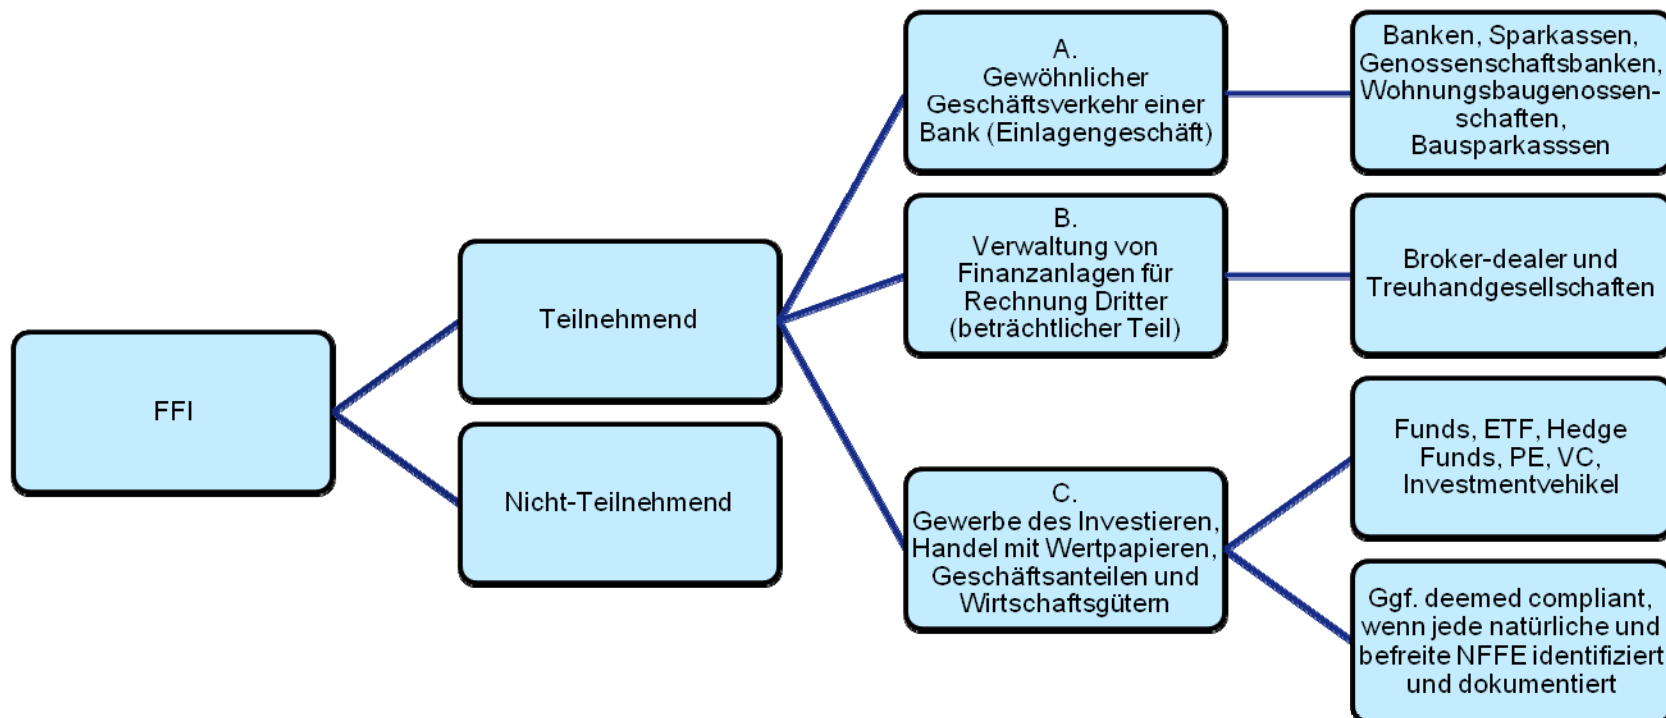 FFI
Teilnehmend
Nicht-Teilnehmend
A.
Gewöhnlicher
Geschäftsverkehr einer
Bank (Einlagengeschäft)
B.
Verwaltung von
Finanzanlagen für
Rechnung Dritter
(beträchtlicher Teil)
C.
Gewerbe des Investieren,
Handel mit Wertpapieren,
Geschäftsanteilen und
Wirtschaftsgütern
Banken, Sparkassen,
Genossenschaftsbanken,
Wohnungsbaugenossen-
schaften,
Bausparkasssen
Broker-dealer und
Treuhandgesellschaften
Funds, ETF, Hedge
Funds, PE, VC,
Investmentvehikel
Ggf. deemed compliant,
wenn jede natürliche und
befreite NFFE identifiziert
und dokumentiert